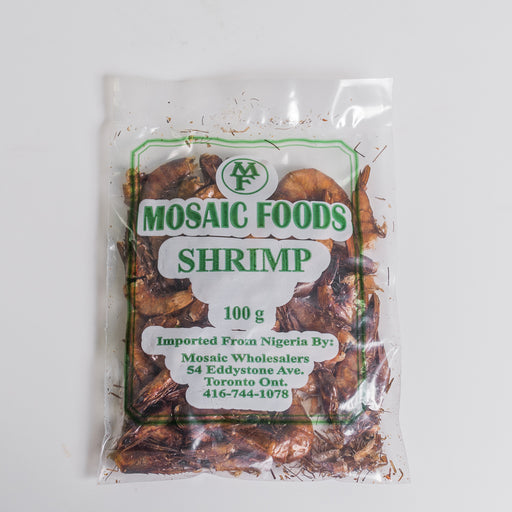 MF
MOSAIC FOODS
SHRIMP
100 g
Imported From Nigeria By:
Mosaic Wholesalers
54 Eddystone Ave.
Toronto Ont.
416-744-1078